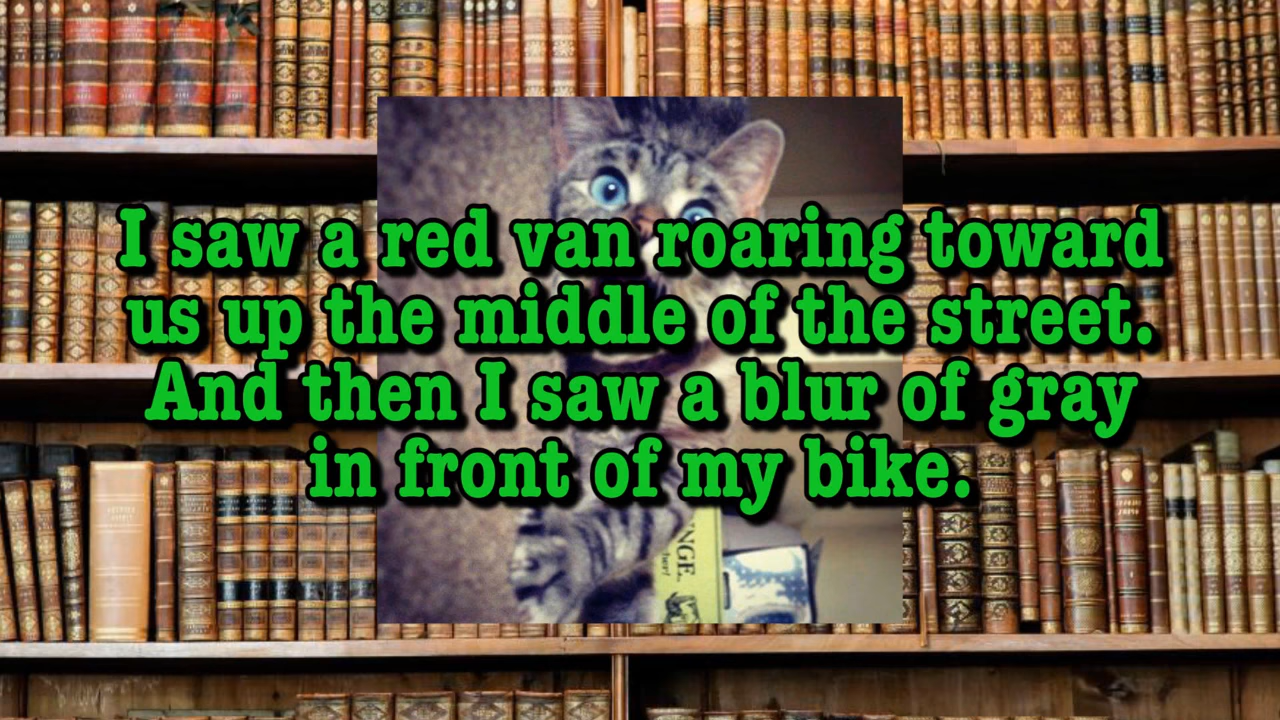 I saw a red van roaring toward
us up the middle of the street.
And then I saw a blur of gray
in front of my bike.